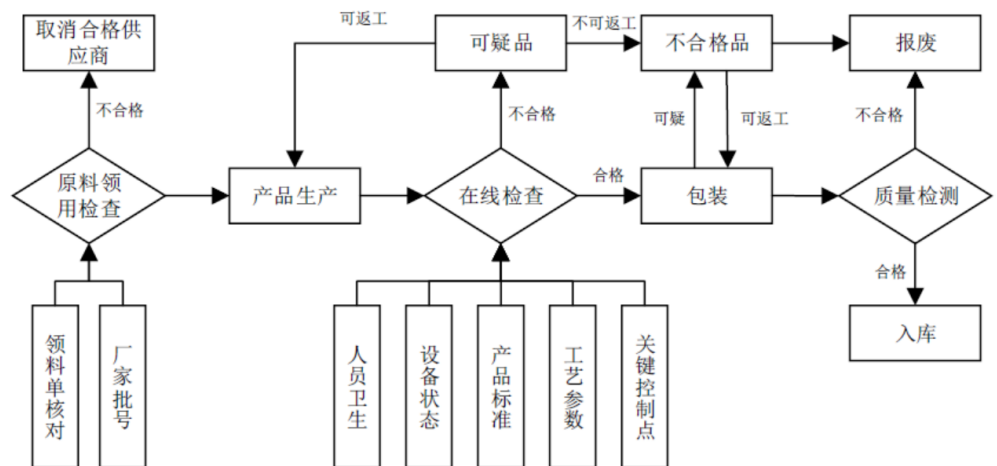 取消合格供
应商
可返工
可疑品
不可返工
不合格品
报废
不合格
不合格
可疑
可返工
不合格
原料领
用检查
产品生产
在线检查
合格
包装
质量检测
合格
入库
领料单核对
厂家批号
人员卫生
设备状态
产品标准
工艺参数
关键控制点